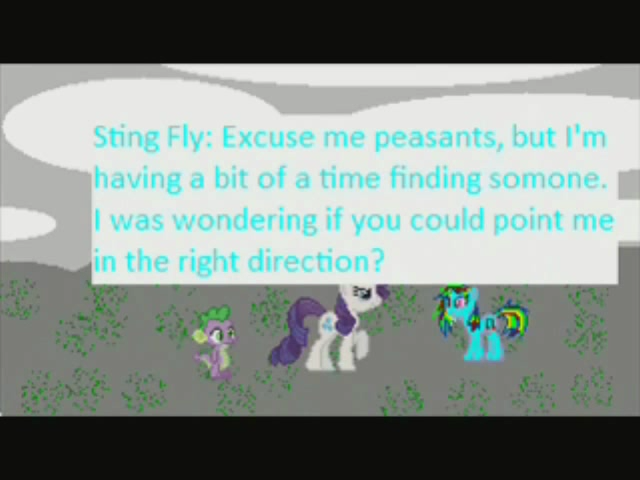 Sting Fly: Excuse me peasants, but I'm
having a bit of a time finding somone.
I was wondering if you could point me
in the right direction?